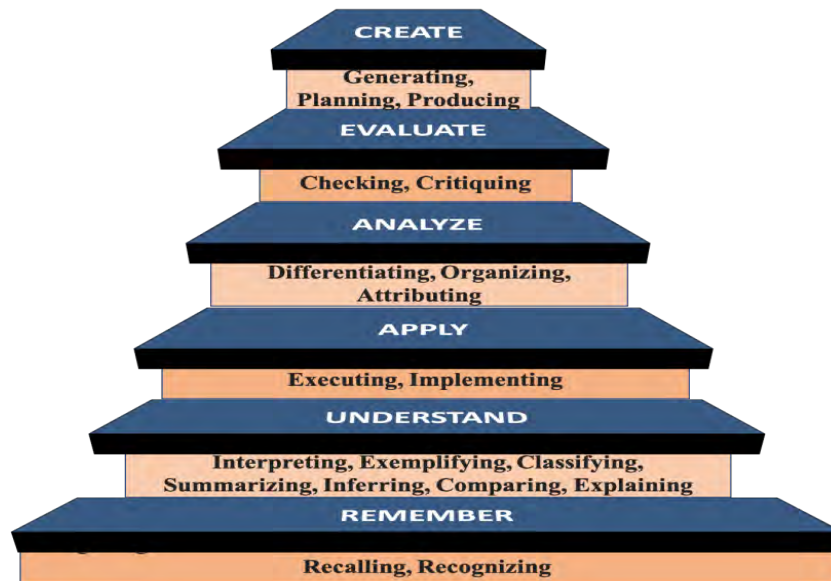 CREATE
Generating,
Planning, Producing
EVALUATE
Checking, Critiquing
ANALYZE
Differentiating, Organizing,
Attributing
APPLY
Executing, Implementing
UNDERSTAND
Interpreting, Exemplifying, Classifying,
Summarizing, Inferring, Comparing, Explaining
REMEMBER
Recalling, Recognizing